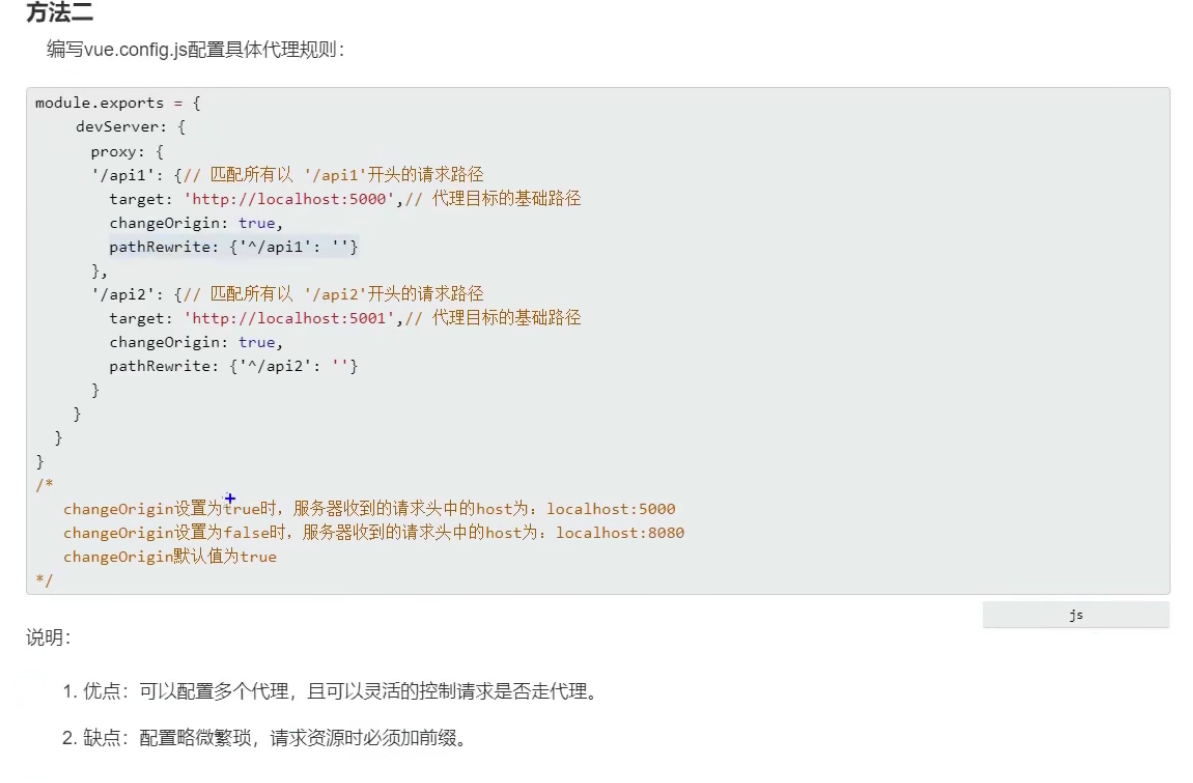 方法二
编写vue.config.js配置具体代理规则：
module.exports = {
devServer: {
proxy: {
'/api1': {// 匹配所有以 '/api1'开头的请求路径
target: 'http://localhost:5000',// 代理目标的基础路径
changeOrigin: true,
pathRewrite: {'^/api1': ''}
},
'/api2': {// 匹配所有以 '/api2'开头的请求路径
target: 'http://localhost:5001',// 代理目标的基础路径
changeOrigin: true,
pathRewrite: {'^/api2': ''}
}
}
}
}
/*
changeOrigin设置为true时，服务器收到的请求头中的host为：localhost:5000
changeOrigin设置为false时，服务器收到的请求头中的host为：localhost:8080
changeOrigin默认值为true
*/
js
说明：
1. 优点：可以配置多个代理，且可以灵活的控制请求是否走代理。
2. 缺点：配置略微繁琐，请求资源时必须加前缀。